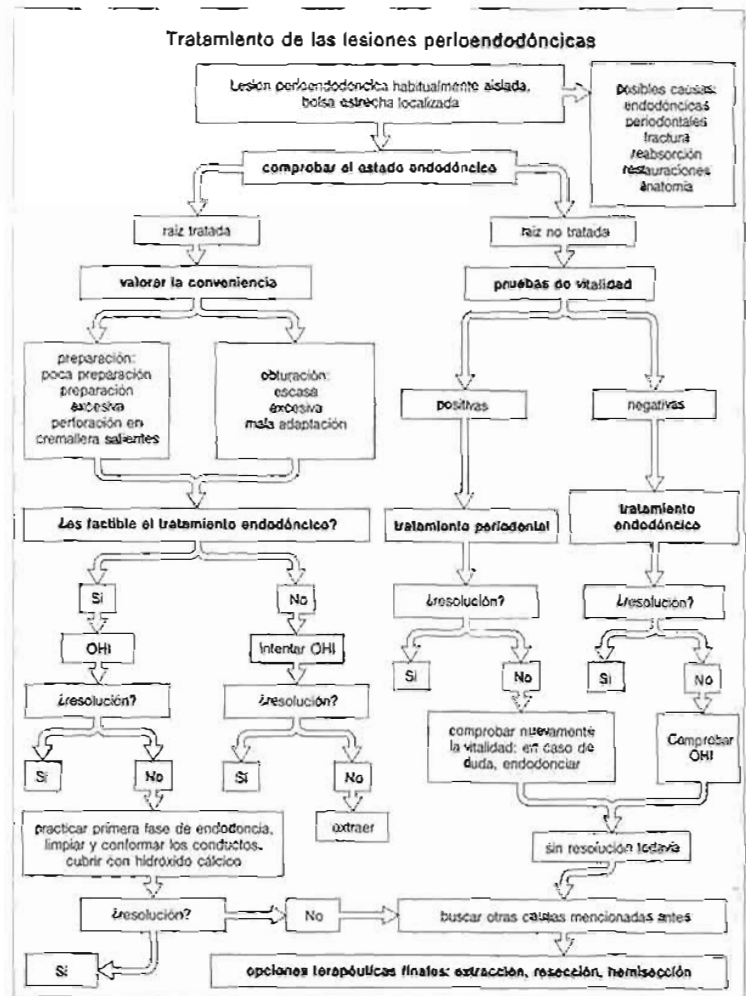 Tratamiento de las lesiones perioendodóncicas
Lesión perioendodóncica habitualmente aislada,
bolsa estrecha localizada
posibles causas:
endodóncicas
periodontales
fractura
reabsorción
restauraciones
anatomía
comprobar el estado endodóncico
raíz tratada
raíz no tratada
valorar la conveniencia
pruebas de vitalidad
preparación:
poca preparación
preparación
excesiva
perforación en
cremallera salientes
obturación:
escasa
excesiva
mala adaptación
positivas
negativas
¿es factible el tratamiento endodóncico?
tratamiento periodontal
tratamiento
endodóncico
Sí
No
¿resolución?
¿resolución?
OHI
Intentar OHI
Sí
No
Sí
No
¿resolución?
¿resolución?
comprobar nuevamente
la vitalidad: en caso de
duda, endodonciar
Comprobar
OHI
Sí
No
Sí
No
practicar primera fase de endodoncia,
limpiar y conformar los conductos.
cubrir con hidróxido cálcico
extraer
sin resolución todavía
¿resolución?
No
buscar otras causas mencionadas antes
Sí
opciones terapéuticas finales: extracción, resección, hemisección